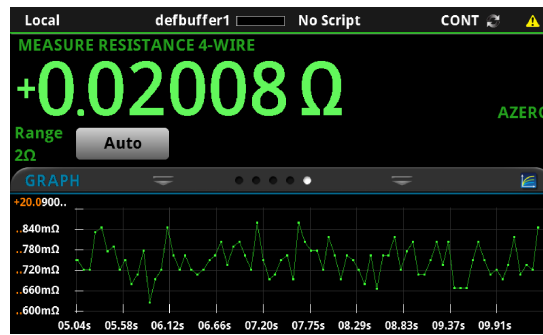 Local defbuffer1 No Script CONT
MEASURE RESISTANCE 4-WIRE
+0.02008 Ω
AZERO
Range Auto
2Ω
GRAPH
+20.0900..
..840mΩ
..780mΩ
..720mΩ
..660mΩ
..600mΩ
05.04s 05.58s 06.12s 06.66s 07.20s 07.75s 08.29s 08.83s 09.37s 09.91s